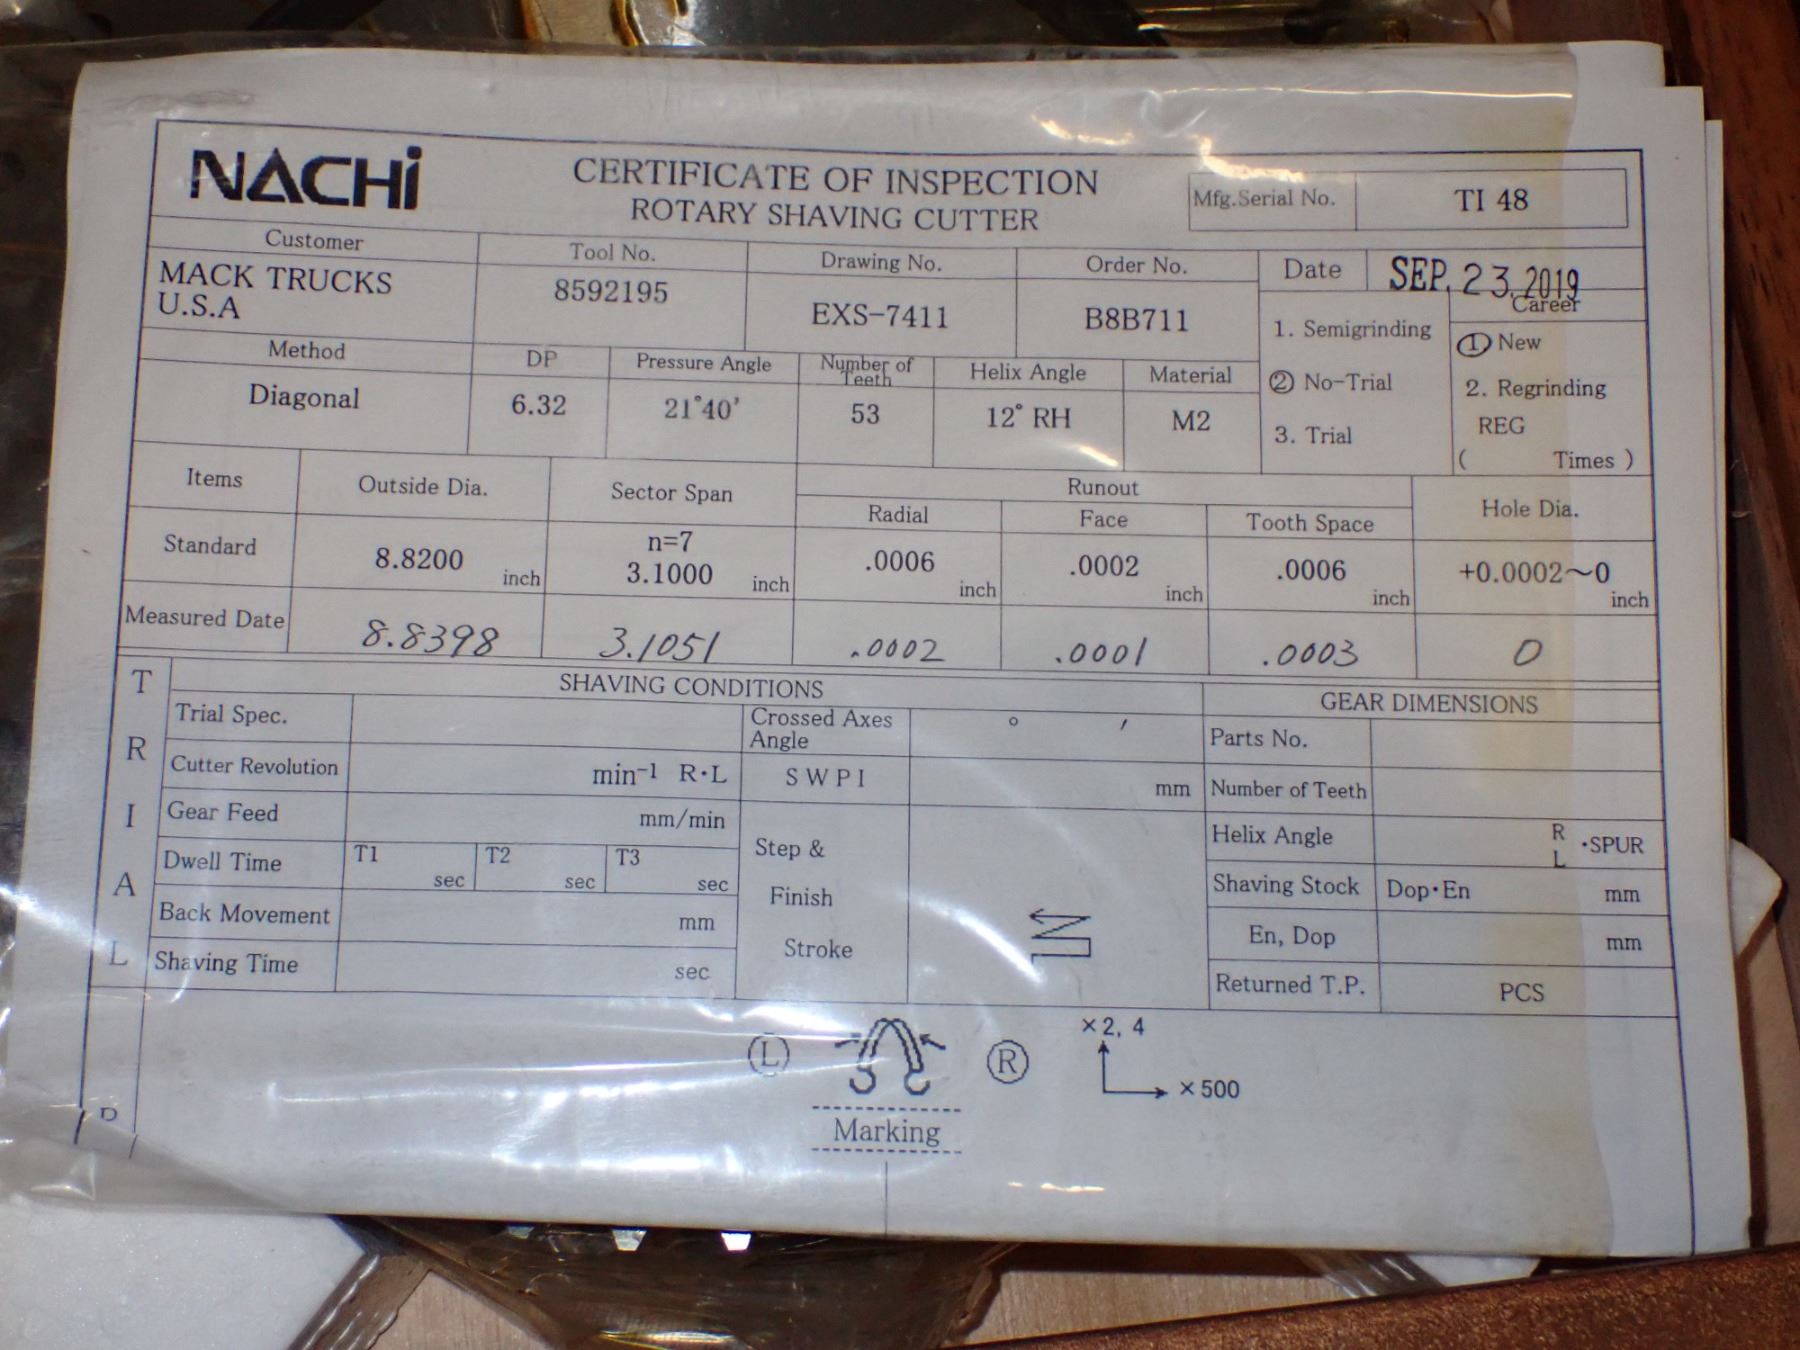 NACHi
CERTIFICATE OF INSPECTION
ROTARY SHAVING CUTTER
Mfg.Serial No. TI 48
Customer Tool No. Drawing No. Order No. Date SEP. 23. 2019
MACK TRUCKS
U.S.A
8592195 EXS-7411 B8B711
Career
1. Semigrinding ① New
② No-Trial 2. Regrinding
3. Trial REG
( Times )
Method DP Pressure Angle Number of Teeth Helix Angle Material
Diagonal 6.32 21°40' 53 12° RH M2
Items Outside Dia. Sector Span Runout Hole Dia.
Radial Face Tooth Space
Standard 8.8200 inch n=7 3.1000 inch .0006 inch .0002 inch .0006 inch +0.0002~0 inch
Measured Date 8.8398 3.1051 .0002 .0001 .0003 0
TRIAL
SHAVING CONDITIONS GEAR DIMENSIONS
Trial Spec. Crossed Axes Angle ° ′ Parts No.
Cutter Revolution min⁻¹ R·L SWPI mm Number of Teeth
Gear Feed mm/min Step & Finish Stroke Helix Angle R L ·SPUR
Dwell Time T1 sec T2 sec T3 sec Shaving Stock Dop·En mm
Back Movement mm En, Dop mm
Shaving Time sec Returned T.P. PCS
Ⓛ Ⓡ ×2, 4
×500
Marking